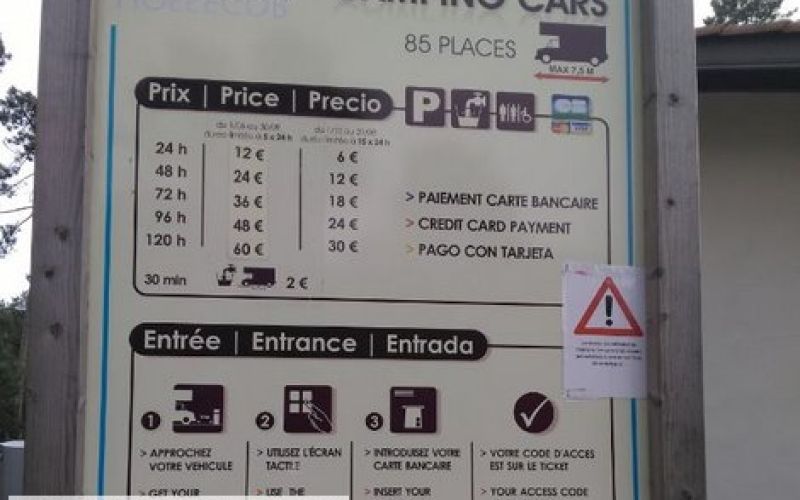 CAMPING CARS
85 PLACES
MAX 7,5 M
Prix | Price | Precio
P
24 h 12 € 6 €
48 h 24 € 12 €
72 h 36 € 18 €
96 h 48 € 24 €
120 h 60 € 30 €
> PAIEMENT CARTE BANCAIRE
> CREDIT CARD PAYMENT
> PAGO CON TARJETA
30 min 2 €
Entrée | Entrance | Entrada
1 2 3
> APPROCHEZ
VOTRE VEHICULE
> UTILISEZ L'ÉCRAN
TACTILE
> INTRODUISEZ VOTRE
CARTE BANCAIRE
> VOTRE CODE D'ACCES
EST SUR LE TICKET
> GET YOUR
> USE THE
> INSERT YOUR
> YOUR ACCESS CODE